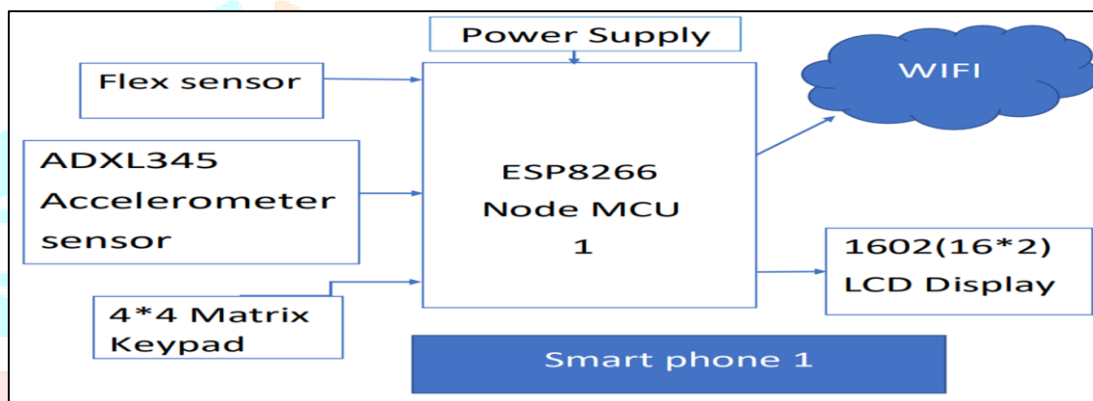 Power Supply
Flex sensor
WIFI
ADXL345
Accelerometer
sensor
ESP8266
Node MCU
1
1602(16*2)
LCD Display
4*4 Matrix
Keypad
Smart phone 1